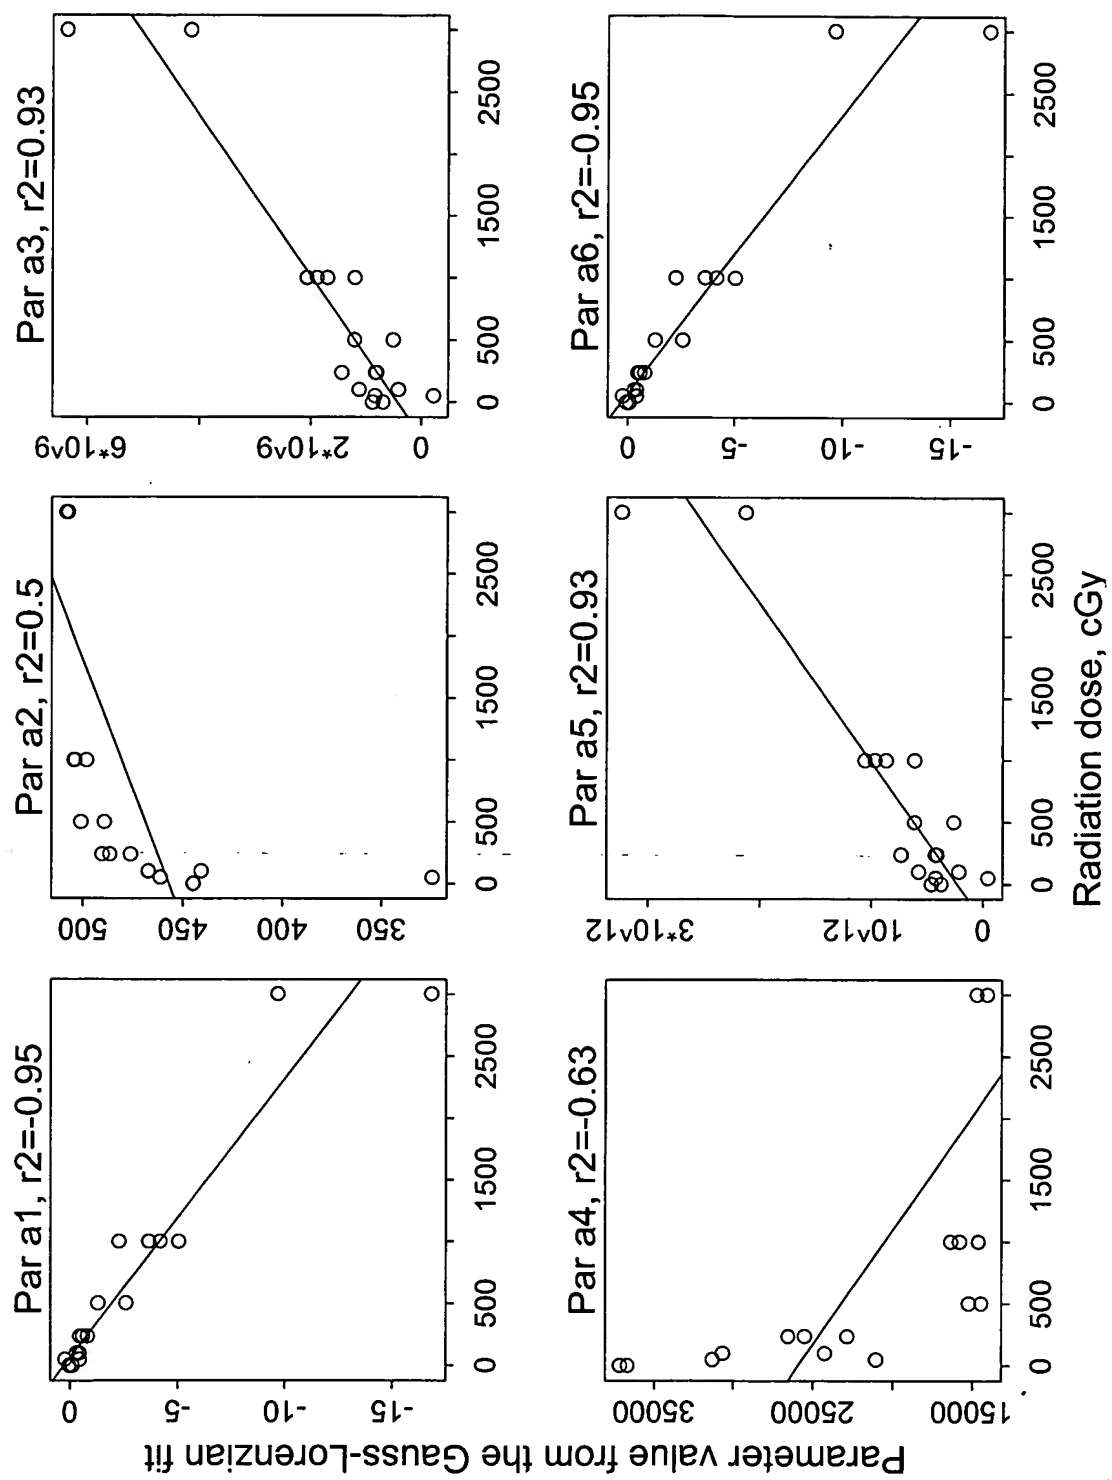 Par a1, r2=-0.95
0
-5
-10
-15
0 500 1500 2500
Par a2, r2=0.5
500
450
400
350
0 500 1500 2500
Par a3, r2=0.93
6*10^9
2*10^9
0
0 500 1500 2500
Par a4, r2=-0.63
35000
25000
15000
0 500 1500 2500
Par a5, r2=0.93
3*10^12
10^12
0
0 500 1500 2500
Par a6, r2=-0.95
0
-5
-10
-15
0 500 1500 2500
Parameter value from the Gauss-Lorenzian fit
Radiation dose, cGy